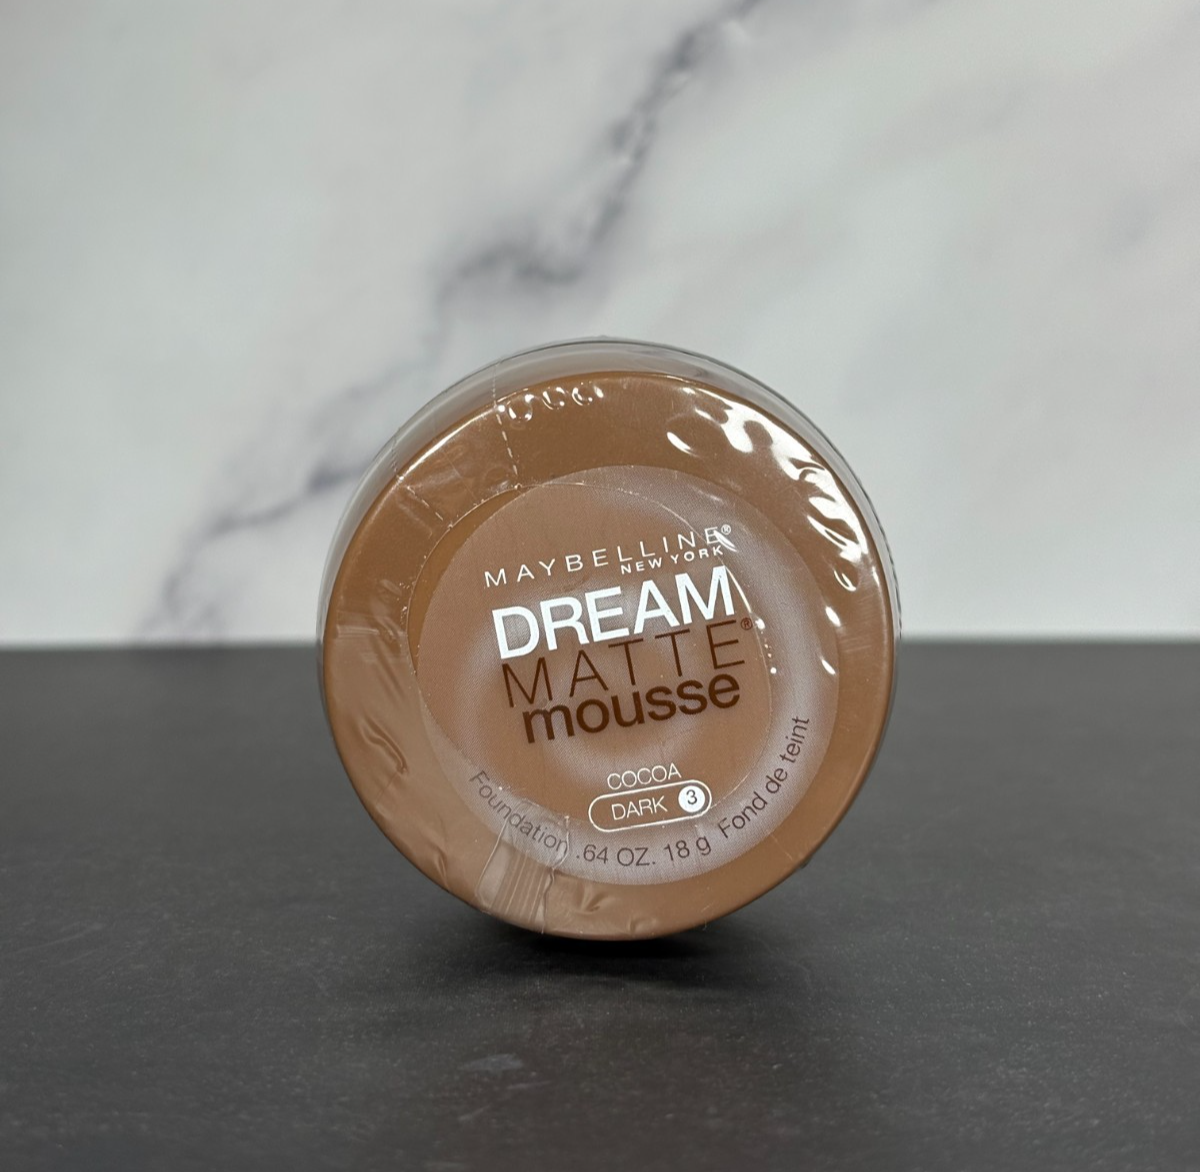 MAYBELLINE®
NEW YORK
DREAM
MATTE®
mousse
COCOA
DARK 3
Foundation .64 OZ. 18 g Fond de teint